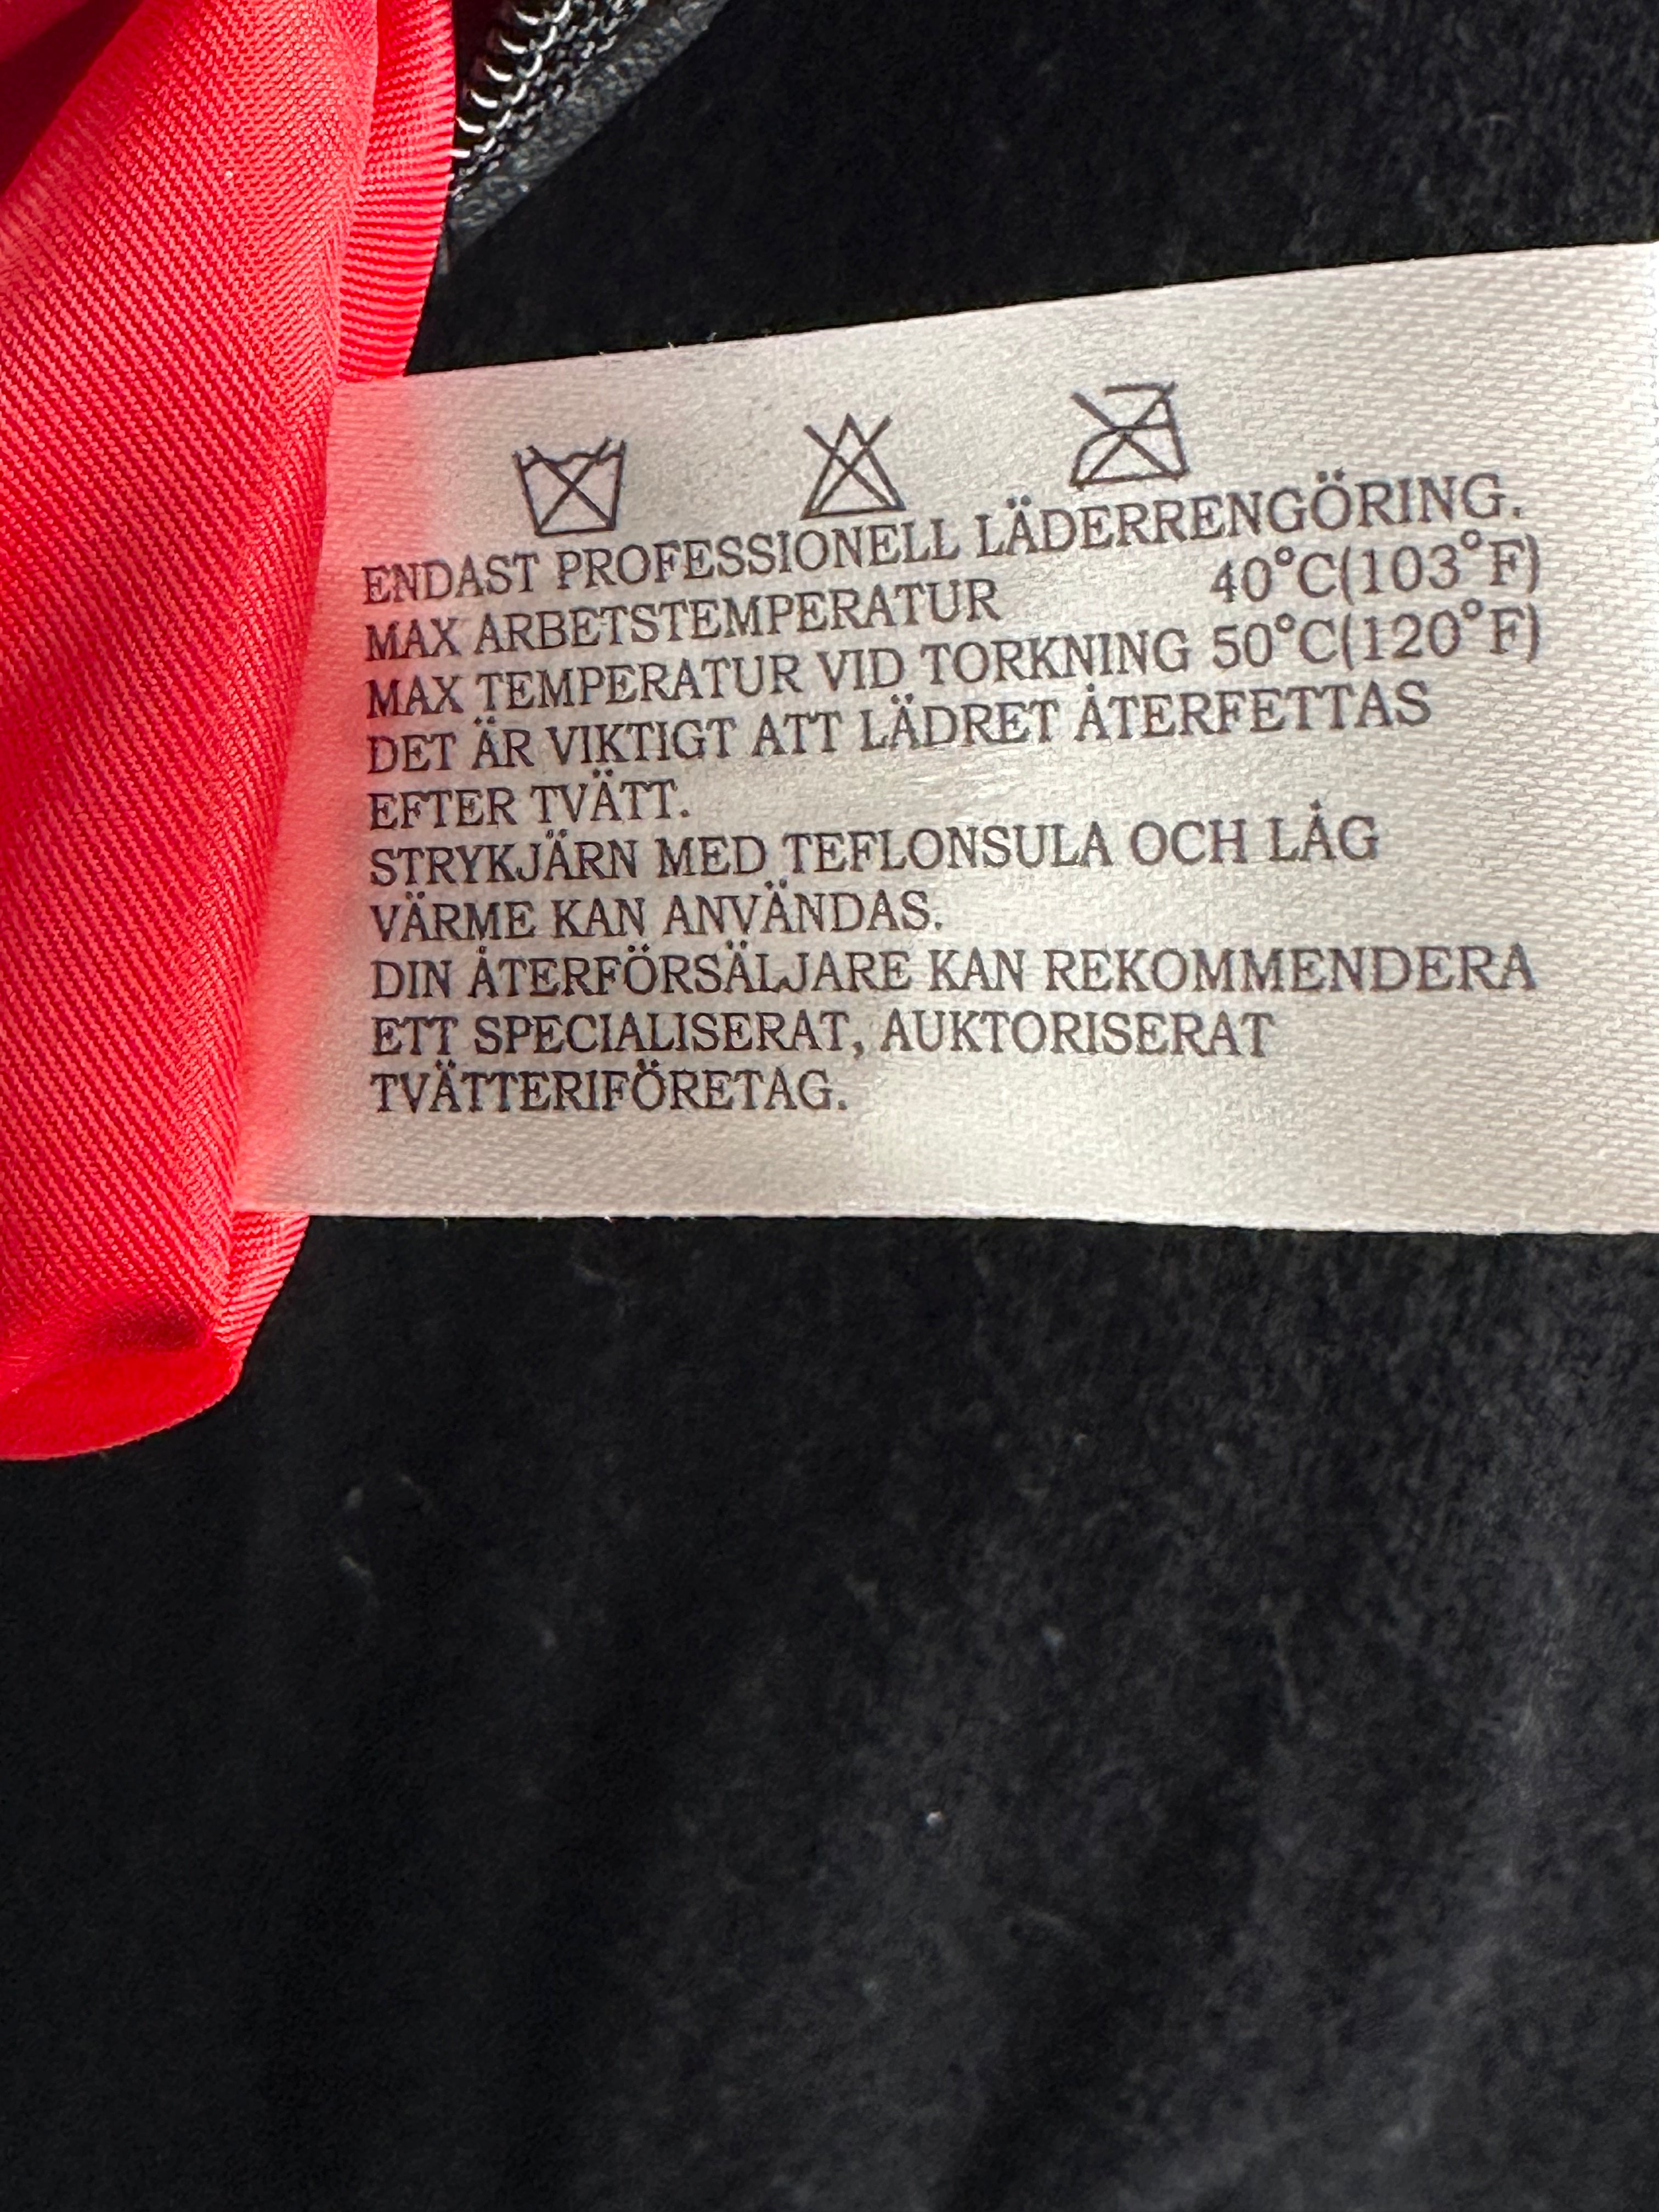 ENDAST PROFESSIONELL LÄDERRENGÖRING.
MAX ARBETSTEMPERATUR 40°C(103°F)
MAX TEMPERATUR VID TORKNING 50°C(120°F)
DET ÄR VIKTIGT ATT LÄDRET ÅTERFETTAS
EFTER TVÄTT.
STRYKJÄRN MED TEFLONSULA OCH LÅG
VÄRME KAN ANVÄNDAS.
DIN ÅTERFÖRSÄLJARE KAN REKOMMENDERA
ETT SPECIALISERAT, AUKTORISERAT
TVÄTTERIFÖRETAG.